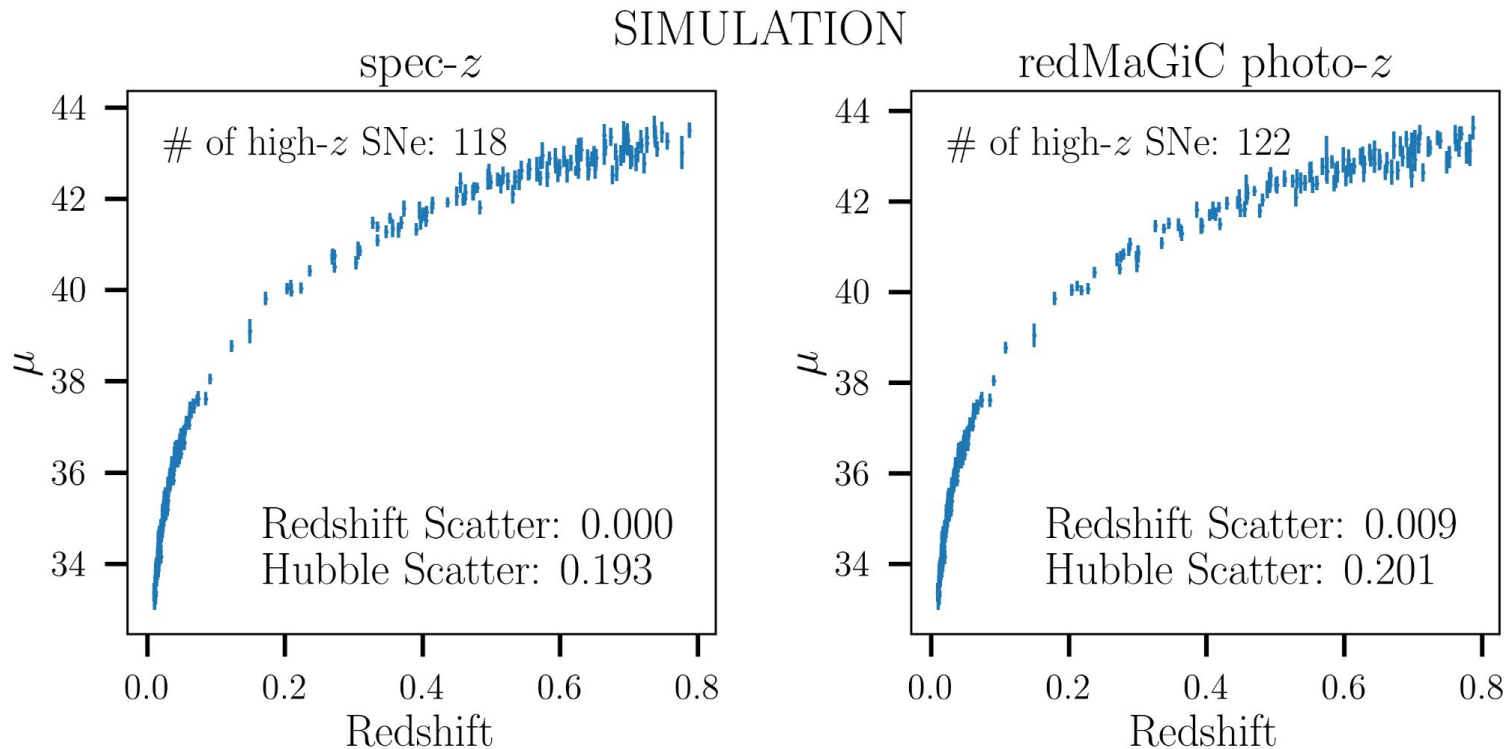 SIMULATION
spec-z
# of high-z SNe: 118
44
42
40
38
36
34
μ
Redshift Scatter: 0.000
Hubble Scatter: 0.193
0.0 0.2 0.4 0.6 0.8
Redshift
redMaGiC photo-z
# of high-z SNe: 122
44
42
40
38
36
34
μ
Redshift Scatter: 0.009
Hubble Scatter: 0.201
0.0 0.2 0.4 0.6 0.8
Redshift